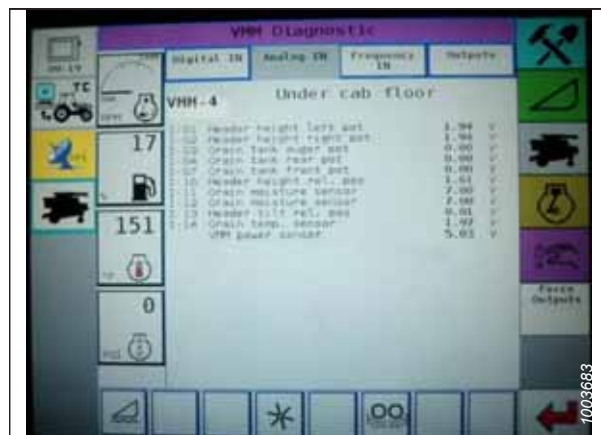 VMM Diagnostic
Digital IN
Analog IN
Frequency IN
Outputs
VMM-4 Under cab floor
Header height left pot 1.94 V
Header height right pot 1.94 V
Grain tank auger pot 0.00 V
Grain tank rear pot 0.00 V
Grain tank front pot 0.00 V
Header height rel. pos 1.61 V
Grain moisture sensor 7.00 V
Grain moisture sensor 7.00 V
Header tilt rel. pos 0.01 V
Grain temp. sensor V
VMM power sensor 5.03 V
TC
17
151
0
Force Outputs
1003683